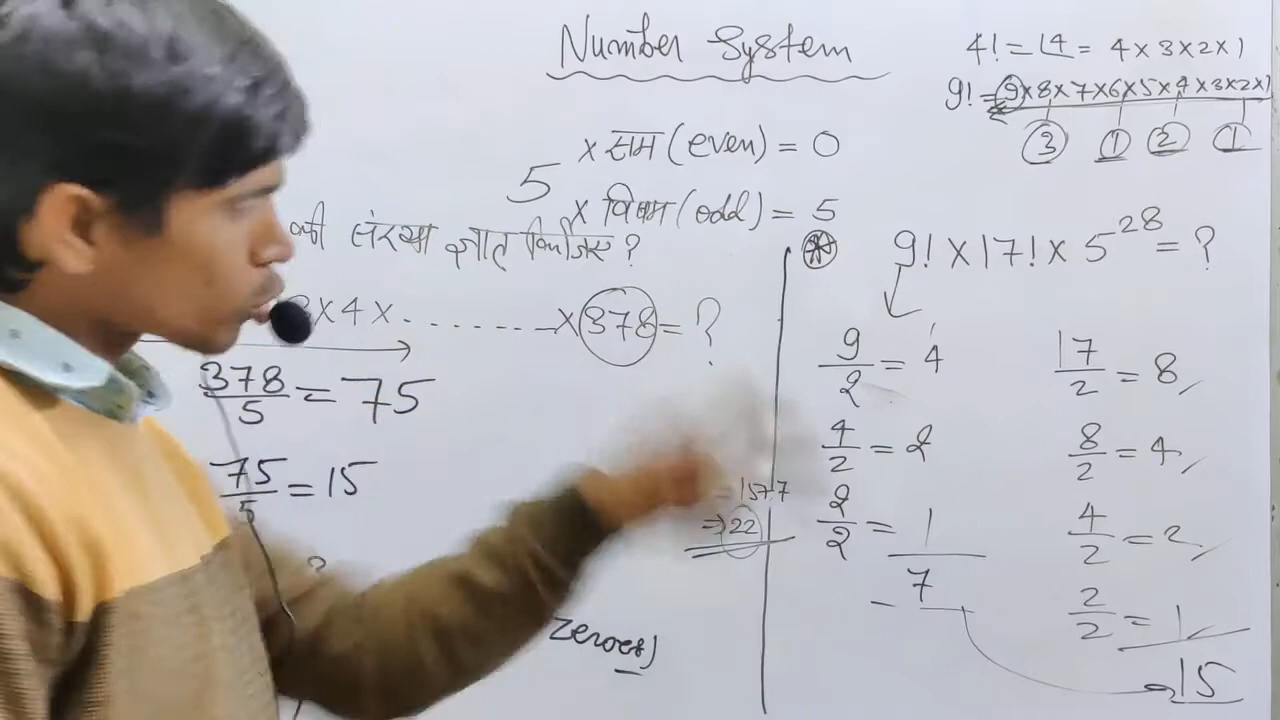 Number System
4! = ⌊4 = 4×3×2×1
9! = 9×8×7×6×5×4×3×2×1
3 1 2 1
5 × सम (even) = 0
× विषम (odd) = 5
की संख्या ज्ञात कीजिए ?
×4×.......×378 = ?
378/5 = 75
75/5 = 15
9! × 17! × 5^28 = ?
9/2 = 4
4/2 = 2
2/2 = 1
7
17/2 = 8
8/2 = 4
4/2 = 2
2/2 = 1
15
= 15+7
⇒ 22
zeroes)